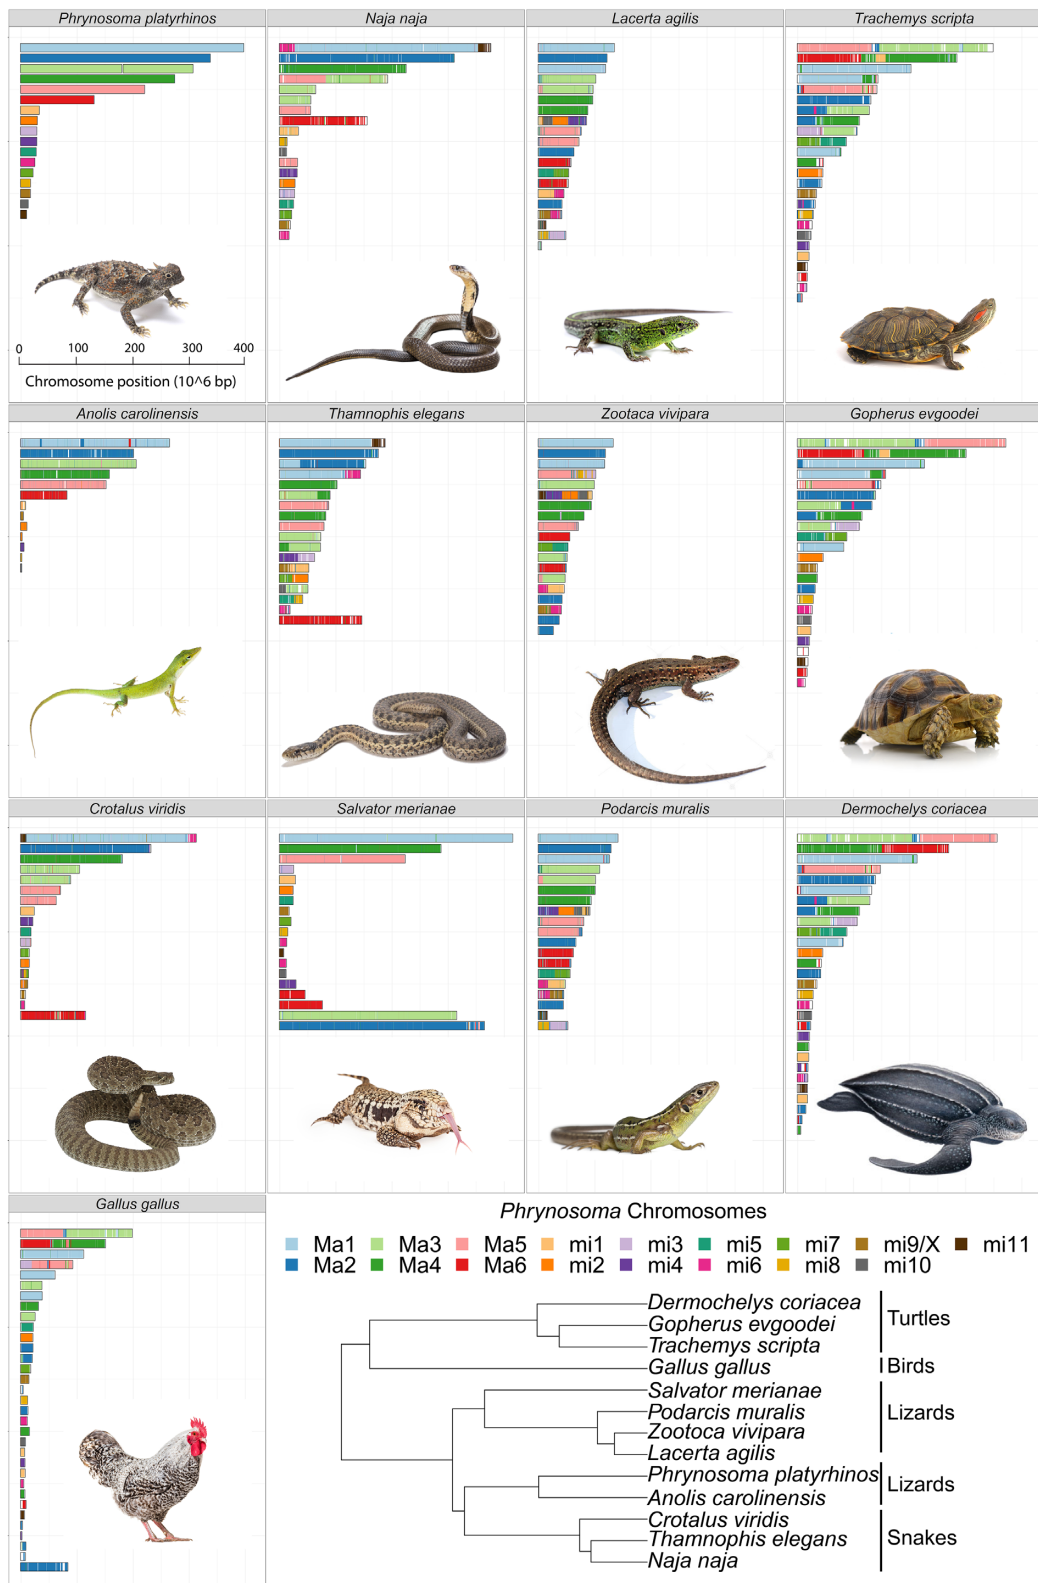 Phrynosoma platyrhinos
Naja naja
Lacerta agilis
Trachemys scripta
0 100 200 300 400
Chromosome position (10^6 bp)
Anolis carolinensis
Thamnophis elegans
Zootaca vivipara
Gopherus evgoodei
Crotalus viridis
Salvator merianae
Podarcis muralis
Dermochelys coriacea
Gallus gallus
Phrynosoma Chromosomes
Ma1 Ma3 Ma5 mi1 mi3 mi5 mi7 mi9/X mi11
Ma2 Ma4 Ma6 mi2 mi4 mi6 mi8 mi10
Dermochelys coriacea
Gopherus evgoodei
Turtles
Trachemys scripta
Gallus gallus Birds
Salvator merianae
Podarcis muralis
Lizards
Zootoca vivipara
Lacerta agilis
Phrynosoma platyrhinos
Lizards
Anolis carolinensis
Crotalus viridis
Thamnophis elegans
Snakes
Naja naja